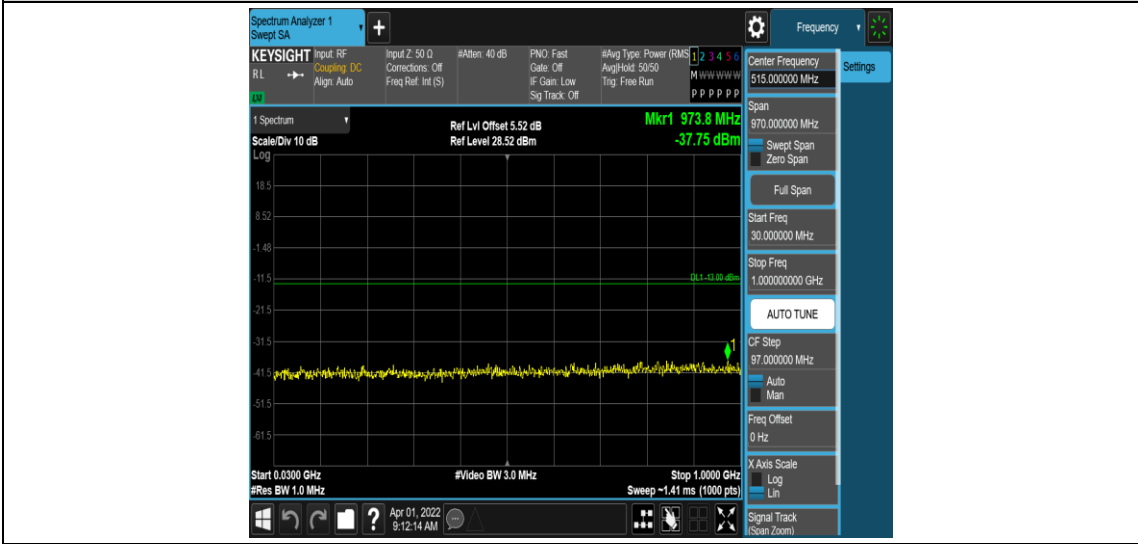 Spectrum Analyzer 1
Swept SA
+
Frequency
KEYSIGHT
RL
Input: RF
Coupling: DC
Align: Auto
Input Z: 50 Ω
Corrections: Off
Freq Ref: Int (S)
#Atten: 40 dB
PNO: Fast
Gate: Off
IF Gain: Low
Sig Track: Off
#Avg Type: Power (RMS
Avg|Hold: 50/50
Trig: Free Run
1 2 3 4 5 6
M W W W W W
P P P P P P
1 Spectrum
Scale/Div 10 dB
Ref Lvl Offset 5.52 dB
Ref Level 28.52 dBm
Mkr1 973.8 MHz
-37.75 dBm
Log
18.5
8.52
-1.48
-11.5
DL1 -13.00 dBm
-21.5
-31.5
1
-41.5
-51.5
-61.5
Start 0.0300 GHz
#Video BW 3.0 MHz
Stop 1.0000 GHz
#Res BW 1.0 MHz
Sweep ~1.41 ms (1000 pts)
?
Apr 01, 2022
9:12:14 AM
Center Frequency
515.000000 MHz
Settings
Span
970.000000 MHz
Swept Span
Zero Span
Full Span
Start Freq
30.000000 MHz
Stop Freq
1.000000000 GHz
AUTO TUNE
CF Step
97.000000 MHz
Auto
Man
Freq Offset
0 Hz
X Axis Scale
Log
Lin
Signal Track
(Span Zoom)